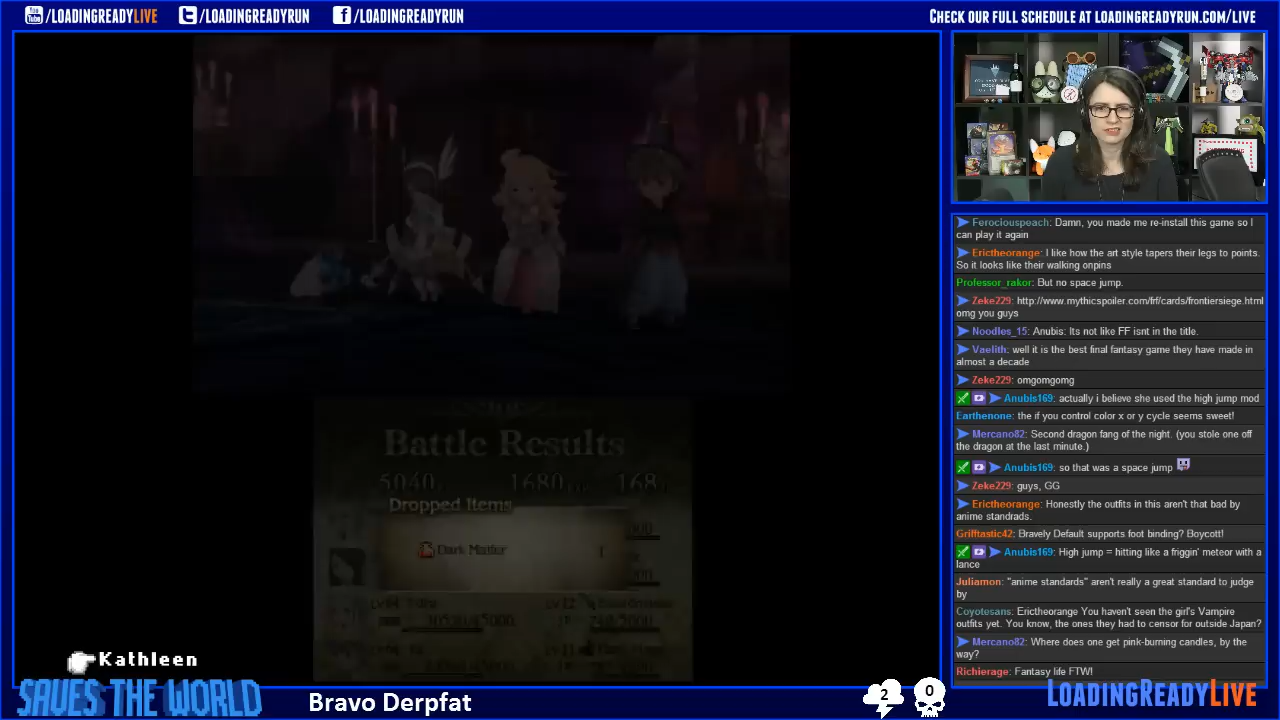 /LOADINGREADYLIVE
/LOADINGREADYRUN
/LOADINGREADYRUN
CHECK OUR FULL SCHEDULE AT LOADINGREADYRUN.COM/LIVE
Ferociouspeach: Damn, you made me re-install this game so I
can play it again
Erictheorange: I like how the art style tapers their legs to points.
So it looks like their walking onpins
Professor_rakor: But no space jump.
Zeke229: http://www.mythicspoiler.com/frf/cards/frontiersiege.html
omg you guys
Noodles_15: Anubis: Its not like FF isnt in the title.
Vaelith: well it is the best final fantasy game they have made in
almost a decade
Zeke229: omgomgomg
Anubis169: actually i believe she used the high jump mod
Earthenone: the if you control color x or y cycle seems sweet!
Mercano82: Second dragon fang of the night. (you stole one off
the dragon at the last minute.)
Anubis169: so that was a space jump
Zeke229: guys, GG
Erictheorange: Honestly the outfits in this aren't that bad by
anime standrads.
Grifftastic42: Bravely Default supports foot binding? Boycott!
Anubis169: High jump = hitting like a friggin' meteor with a
lance
Juliamon: "anime standards" aren't really a great standard to judge
by
Coyotesans: Erictheorange You haven't seen the girl's Vampire
outfits yet. You know, the ones they had to censor for outside Japan?
Mercano82: Where does one get pink-burning candles, by the
way?
Richierage: Fantasy life FTW!
Battle Results
5040 1680 168
Dropped Items
Dark Matter 1
Kathleen
SAVES THE WORLD
Bravo Derpfat
2
0
LOADINGREADYLIVE